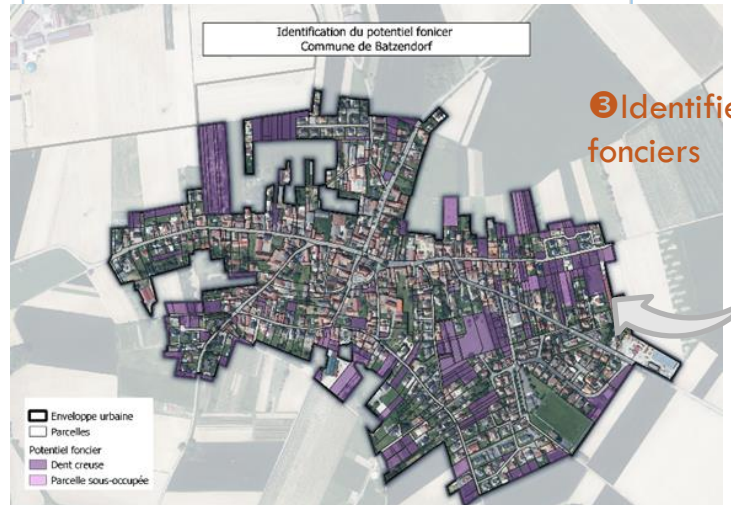 Identification du potentiel fonicer
Commune de Batzendorf
❸Identifie
fonciers
Enveloppe urbaine
Parcelles
Potentiel foncier
Dent creuse
Parcelle sous-occupée